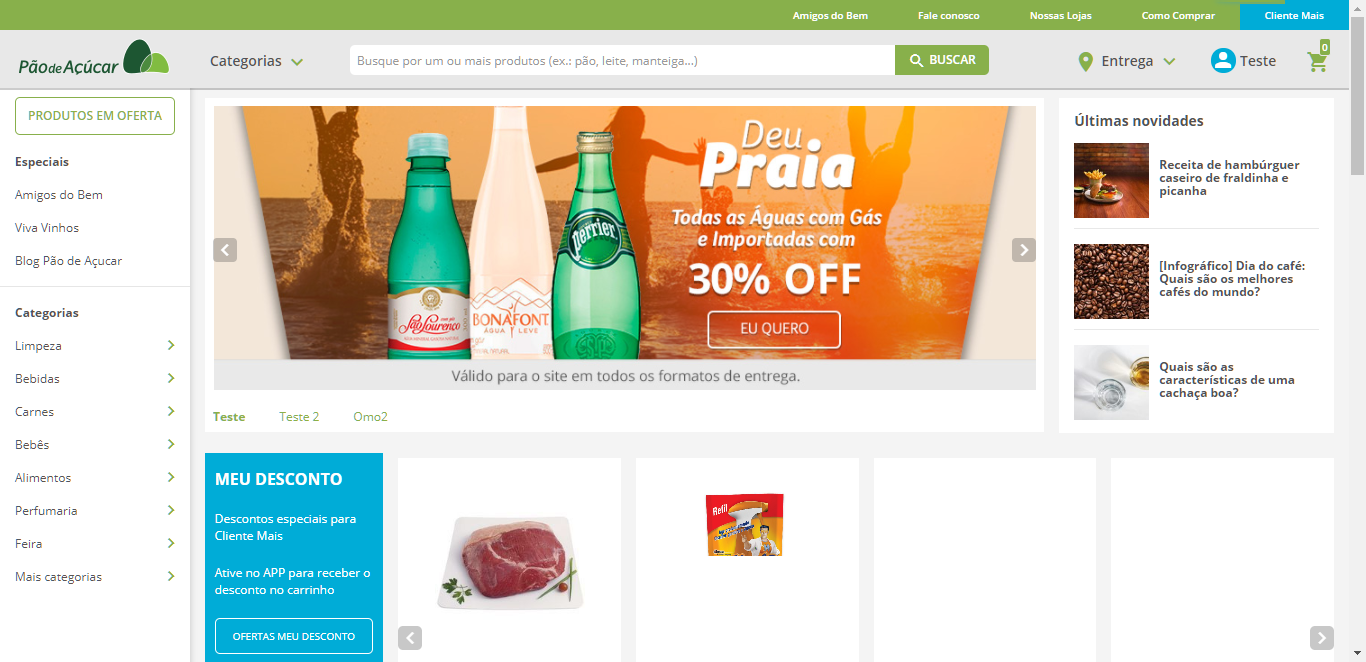 Amigos do Bem
Fale conosco
Nossas Lojas
Como Comprar
Cliente Mais
Pão de Açúcar
Categorias
Busque por um ou mais produtos (ex.: pão, leite, manteiga...)
BUSCAR
Entrega
Teste
0
PRODUTOS EM OFERTA
Especiais
Amigos do Bem
Viva Vinhos
Blog Pão de Açucar
Categorias
Limpeza
Bebidas
Carnes
Bebês
Alimentos
Perfumaria
Feira
Mais categorias
Deu
Praia
Todas as Águas com Gás
e Importadas com
30% OFF
EU QUERO
São Lourenço
BONAFONT
ÁGUA LEVE
perrier
Válido para o site em todos os formatos de entrega.
Teste
Teste 2
Omo2
Últimas novidades
Receita de hambúrguer
caseiro de fraldinha e
picanha
[Infográfico] Dia do café:
Quais são os melhores
cafés do mundo?
Quais são as
características de uma
cachaça boa?
MEU DESCONTO
Descontos especiais para
Cliente Mais
Ative no APP para receber o
desconto no carrinho
OFERTAS MEU DESCONTO
Refil